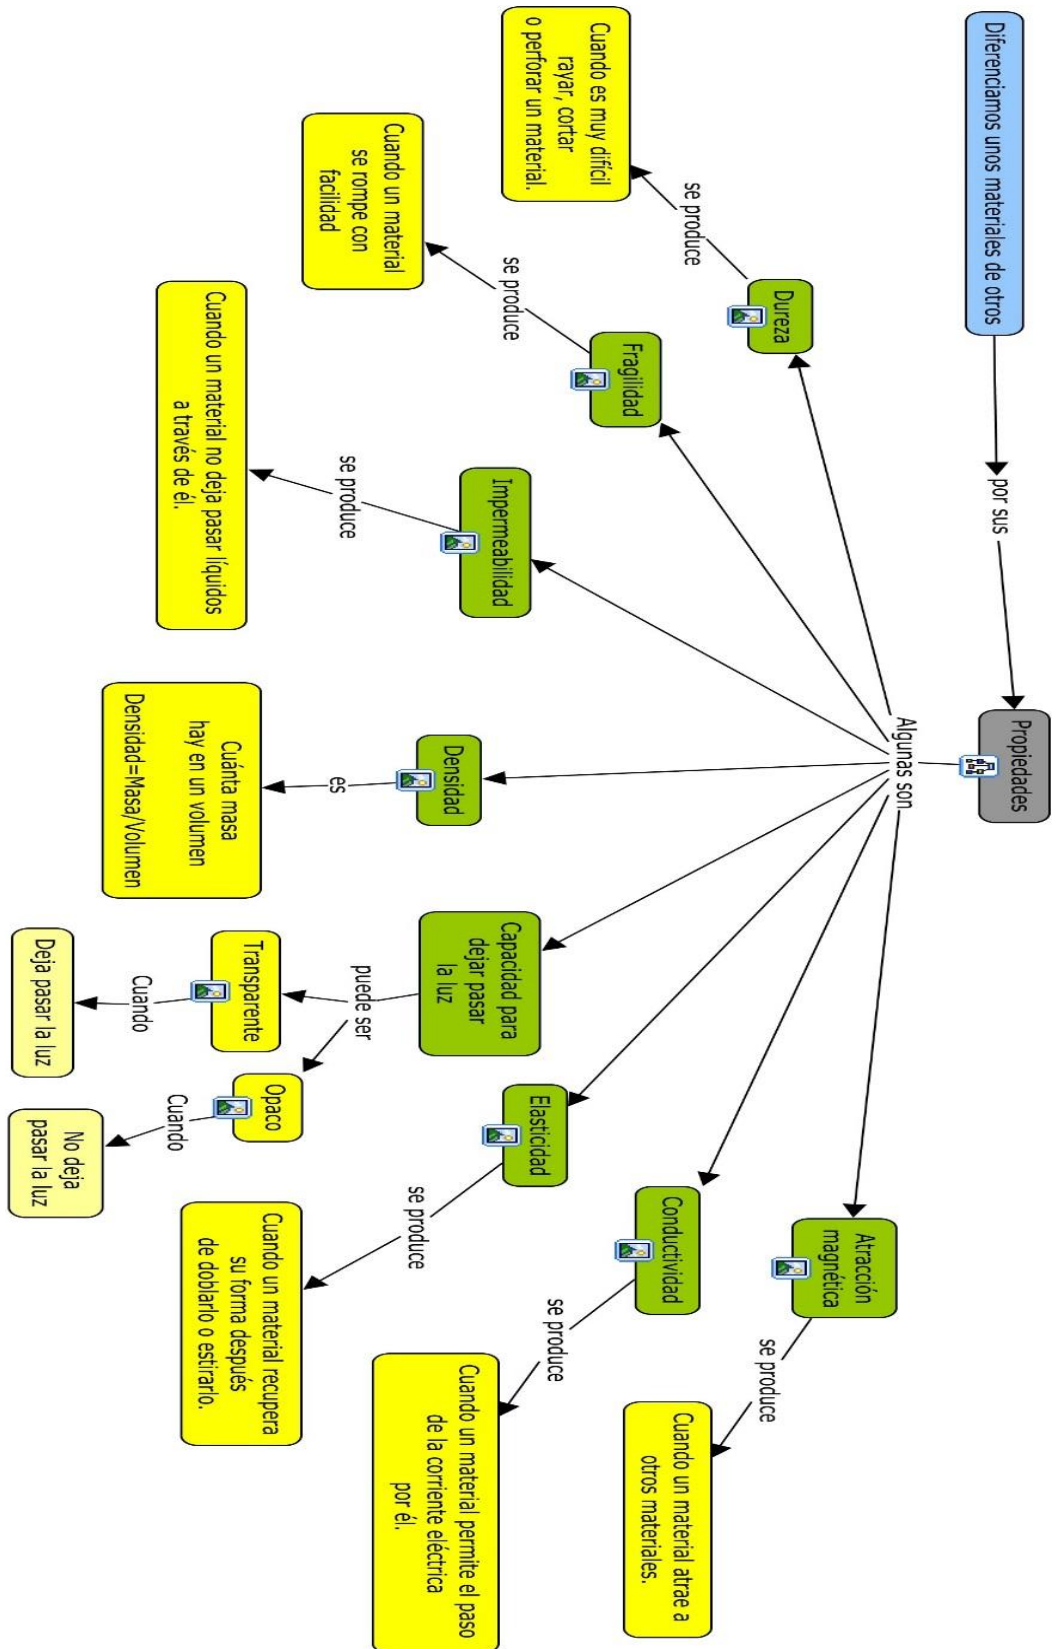 Diferenciamos unos materiales de otros
por sus
Propiedades
Algunas son
Dureza
se produce
Cuando es muy difícil
rayar, cortar
o perforar un material.
Fragilidad
se produce
Cuando un material
se rompe con
facilidad
Impermeabilidad
se produce
Cuando un material no deja pasar líquidos
a través de él.
Densidad
es
Cuánta masa
hay en un volumen
Densidad=Masa/Volumen
Capacidad para
dejar pasar
la luz
puede ser
Transparente
Cuando
Deja pasar la luz
Opaco
Cuando
No deja
pasar la luz
Elasticidad
se produce
Cuando un material recupera
su forma después
de doblarlo o estirarlo.
Conductividad
se produce
Cuando un material permite el paso
de la corriente eléctrica
por él.
Atracción
magnética
se produce
Cuando un material atrae a
otros materiales.